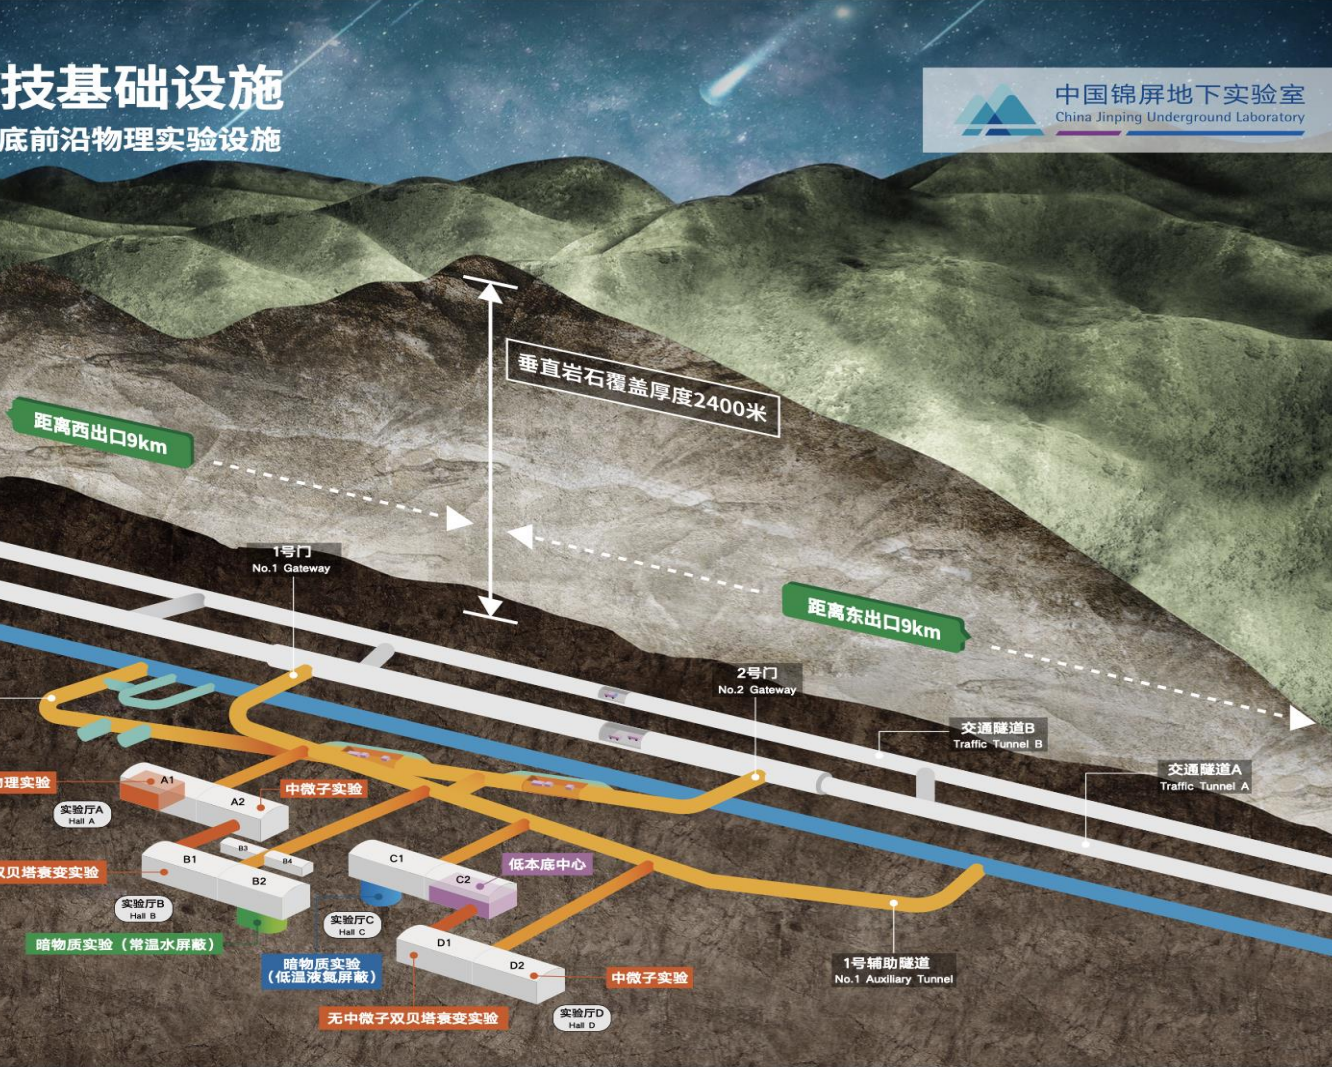 技基础设施
底前沿物理实验设施
中国锦屏地下实验室
China Jinping Underground Laboratory
垂直岩石覆盖厚度2400米
距离西出口9km
距离东出口9km
1号门
No.1 Gateway
2号门
No.2 Gateway
交通隧道B
Traffic Tunnel B
交通隧道A
Traffic Tunnel A
理实验
A1
A2
中微子实验
实验厅A
Hall A
B3
B4
B1
B2
双贝塔衰变实验
实验厅B
Hall B
暗物质实验（常温水屏蔽）
C1
C2
低本底中心
实验厅C
Hall C
暗物质实验
（低温液氮屏蔽）
D1
D2
中微子实验
无中微子双贝塔衰变实验
实验厅D
Hall D
1号辅助隧道
No.1 Auxiliary Tunnel